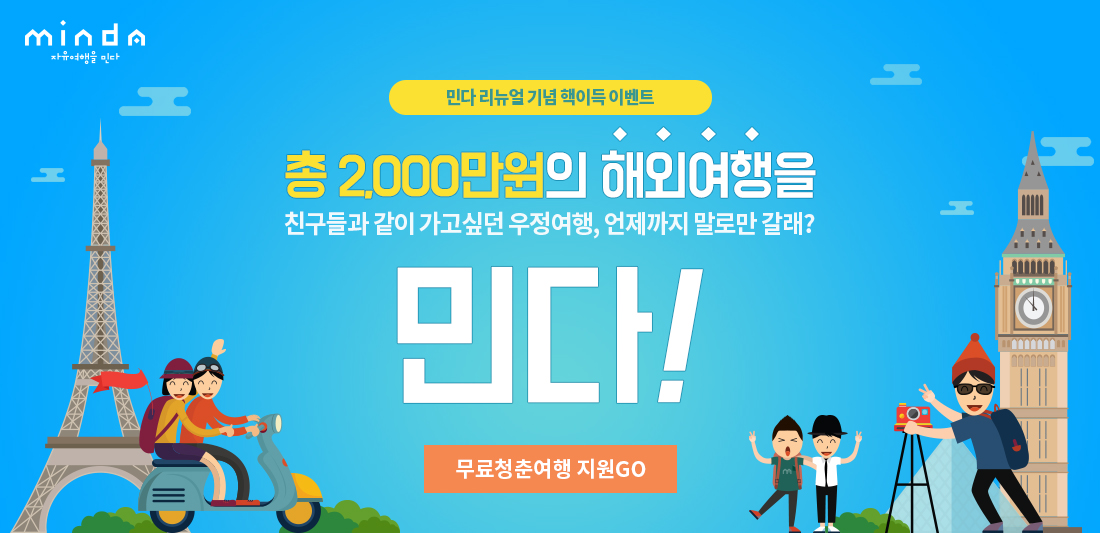 minda
자유여행을 민다
민다 리뉴얼 기념 핵이득 이벤트
총 2,000만원의 해외여행을
친구들과 같이 가고싶던 우정여행, 언제까지 말로만 갈래?
민다!
무료청춘여행 지원GO
m